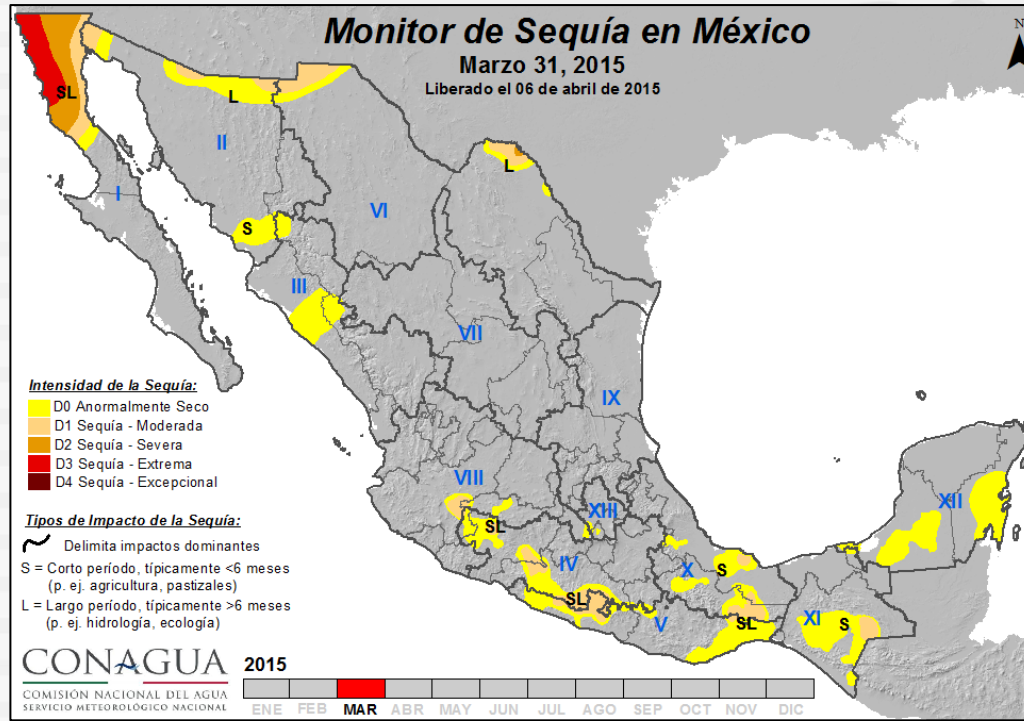 Monitor de Sequía en México
Marzo 31, 2015
Liberado el 06 de abril de 2015
N
SL
L
II
I
L
VI
S
III
VII
IX
Intensidad de la Sequía:
D0 Anormalmente Seco
D1 Sequía - Moderada
D2 Sequía - Severa
D3 Sequía - Extrema
D4 Sequía - Excepcional
VIII
SL
XIII
XII
IV
X
S
SL
V
SL
XI
S
Tipos de Impacto de la Sequía:
Delimita impactos dominantes
S = Corto período, típicamente <6 meses
(p. ej. agricultura, pastizales)
L = Largo período, típicamente >6 meses
(p. ej. hidrología, ecología)
CONAGUA
COMISIÓN NACIONAL DEL AGUA
SERVICIO METEOROLÓGICO NACIONAL
2015
ENE FEB MAR ABR MAY JUN JUL AGO SEP OCT NOV DIC